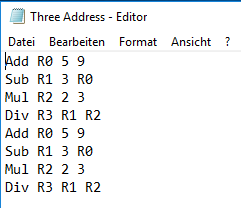 Three Address - Editor
Datei Bearbeiten Format Ansicht ?
Add R0 5 9
Sub R1 3 R0
Mul R2 2 3
Div R3 R1 R2
Add R0 5 9
Sub R1 3 R0
Mul R2 2 3
Div R3 R1 R2